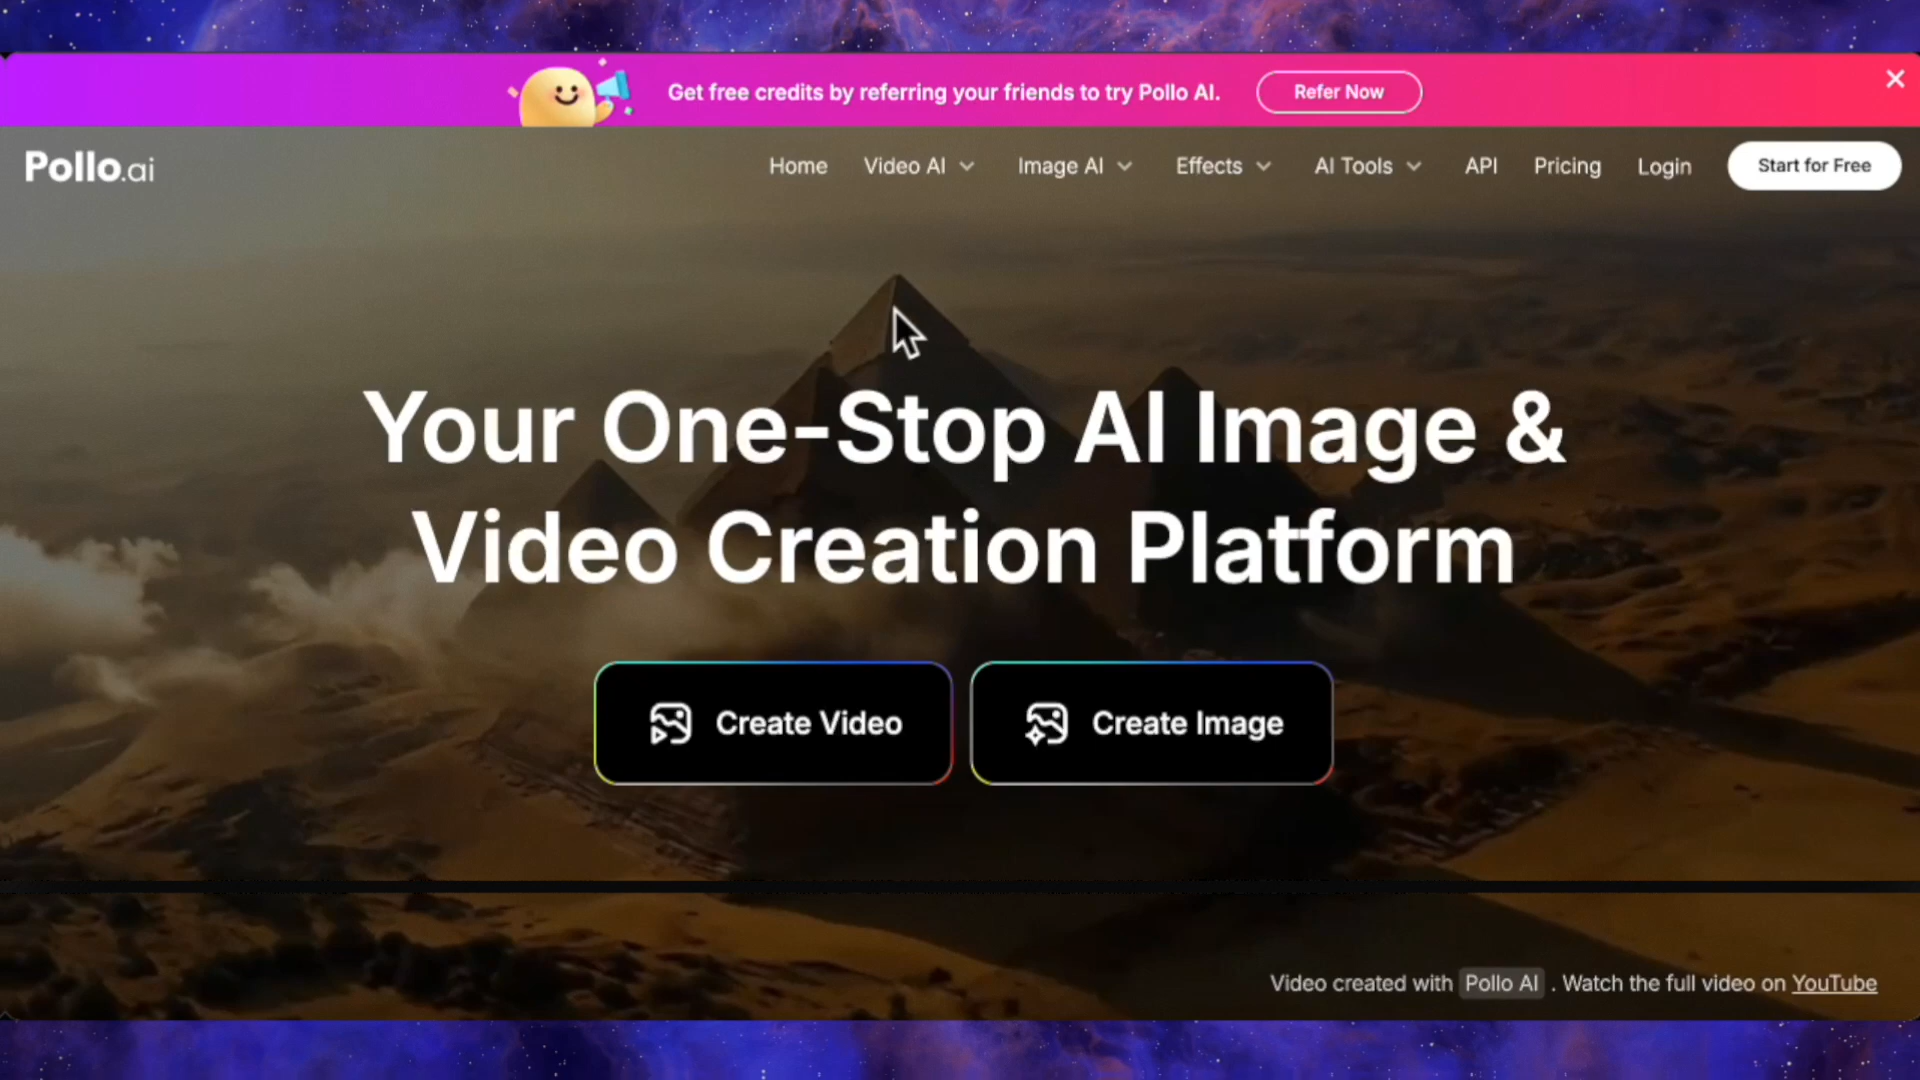 Get free credits by referring your friends to try Pollo AI.
Refer Now
Pollo.ai
Home
Video AI
Image AI
Effects
AI Tools
API
Pricing
Login
Start for Free
Your One-Stop AI Image &
Video Creation Platform
Create Video
Create Image
Video created with Pollo AI . Watch the full video on YouTube